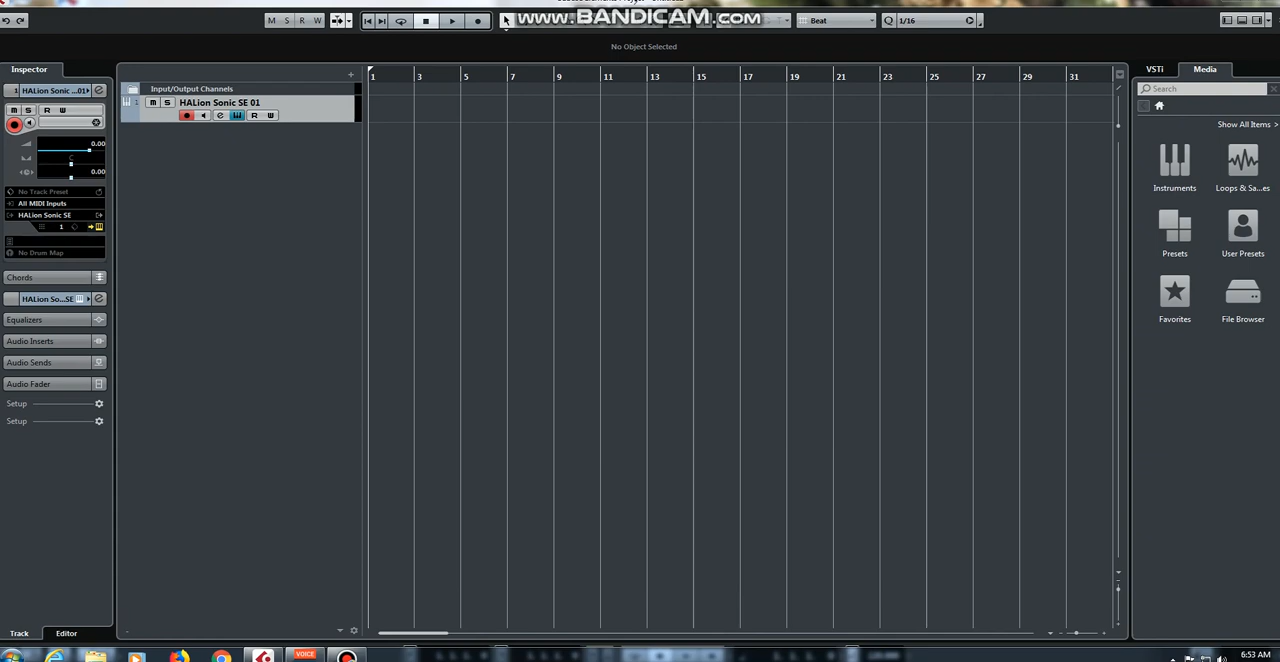 M S R W
WWW.BANDICAM.COM
Beat
Q 1/16
No Object Selected
Inspector
1 HALion Sonic ...01
M S R W
0.00
C
0.00
No Track Preset
All MIDI Inputs
HALion Sonic SE
1
No Drum Map
Chords
HALion So...SE
Equalizers
Audio Inserts
Audio Sends
Audio Fader
Setup
Setup
Track
Editor
Input/Output Channels
1 M S HALion Sonic SE 01
R W
1 3 5 7 9 11 13 15 17 19 21 23 25 27 29 31
VSTi
Media
Search
Show All Items >
Instruments
Loops & Sa...es
Presets
User Presets
Favorites
File Browser
VOICE
6:53 AM